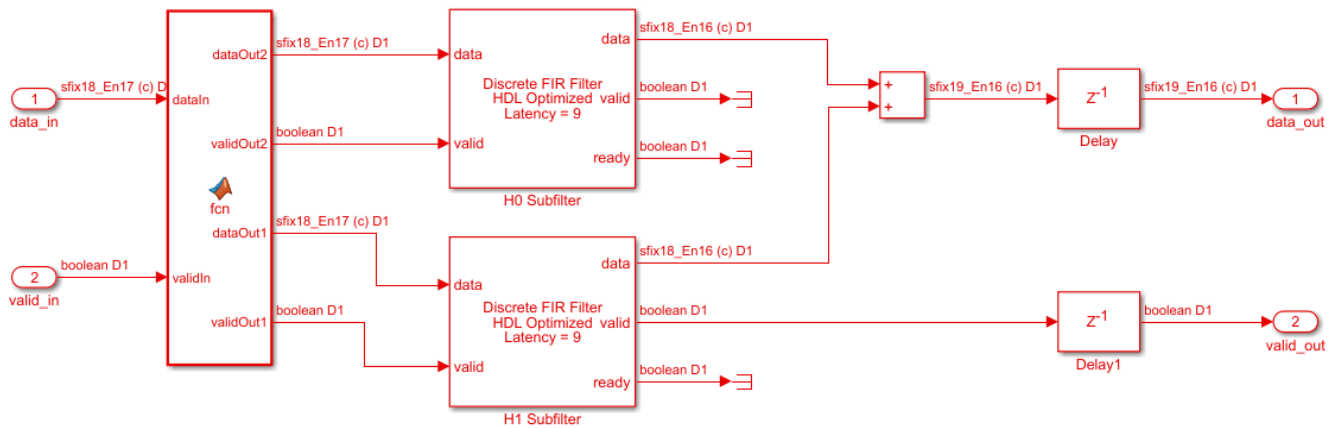 1
data_in
sfix18_En17 (c) D
dataIn
2
valid_in
boolean D1
validIn
fcn
dataOut2
sfix18_En17 (c) D1
validOut2
boolean D1
dataOut1
sfix18_En17 (c) D1
validOut1
boolean D1
data
valid
Discrete FIR Filter
HDL Optimized
Latency = 9
data
valid
ready
H0 Subfilter
sfix18_En16 (c) D1
boolean D1
boolean D1
data
valid
Discrete FIR Filter
HDL Optimized
Latency = 9
data
valid
ready
H1 Subfilter
sfix18_En16 (c) D1
boolean D1
boolean D1
+
+
sfix19_En16 (c) D1
z-1
Delay
sfix19_En16 (c) D1
1
data_out
z-1
Delay1
boolean D1
2
valid_out